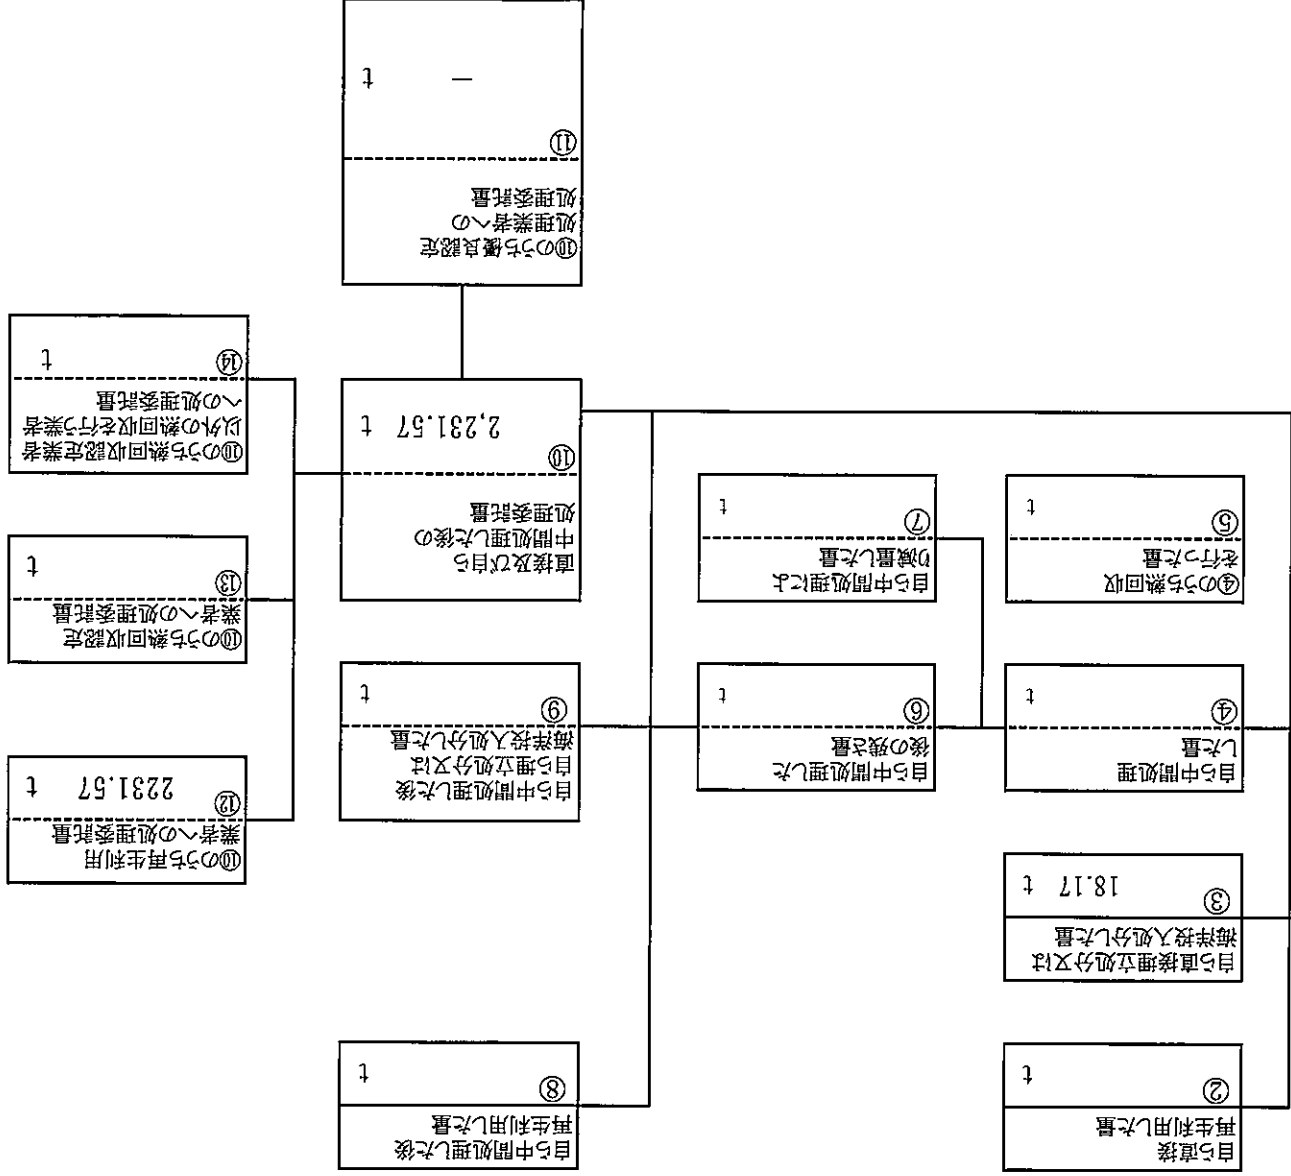 自ら直接
再生利用した量
②
t
自ら直接埋立処分又は
海洋投入処分した量
③
18.17 t
自ら中間処理
した量
④
t
④のうち熱回収
を行った量
⑤
t
自ら中間処理した
後の残さ量
⑥
t
自ら中間処理によ
り減量した量
⑦
t
自ら中間処理した後
再生利用した量
⑧
t
自ら中間処理した後
自ら埋立処分又は
海洋投入処分した量
⑨
t
直接及び自ら
中間処理した後の
処理委託量
⑩
2,231.57 t
⑩のうち優良認定
処理業者への
処理委託量
⑪
－ t
⑩のうち再生利用
業者への処理委託量
⑫
2231.57 t
⑩のうち熱回収認定
業者への処理委託量
⑬
t
⑩のうち熱回収認定業者
以外の熱回収を行う業者
への処理委託量
⑭
t